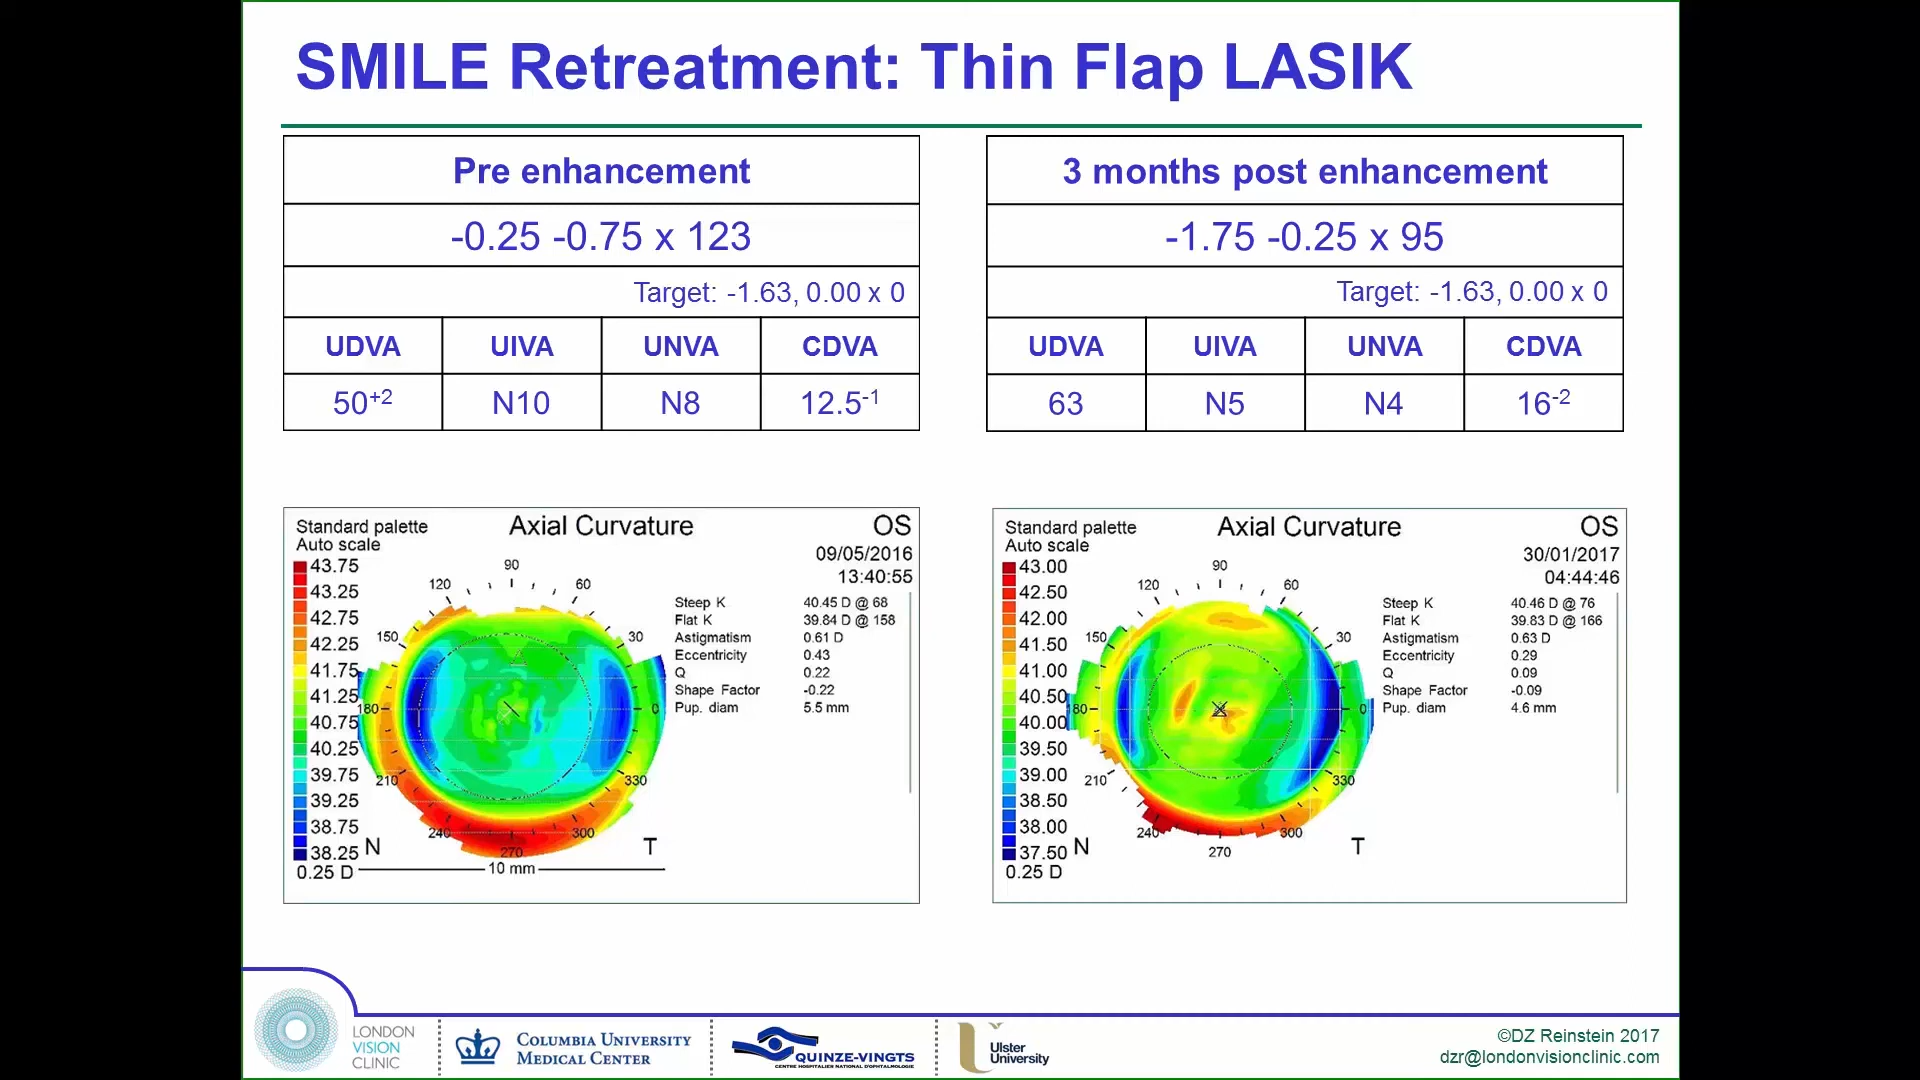 SMILE Retreatment: Thin Flap LASIK
Pre enhancement
-0.25 -0.75 x 123
Target: -1.63, 0.00 x 0
UDVA UIVA UNVA CDVA
50+2 N10 N8 12.5-1
3 months post enhancement
-1.75 -0.25 x 95
Target: -1.63, 0.00 x 0
UDVA UIVA UNVA CDVA
63 N5 N4 16-2
Standard palette Axial Curvature OS
Auto scale 09/05/2016
13:40:55
43.75
43.25
42.75
42.25
41.75
41.25
40.75
40.25
39.75
39.25
38.75
38.25
0.25 D
90
120 60
150 30
180 0
210 330
240 300
270
N T
10 mm
Steep K 40.45 D @ 68
Flat K 39.84 D @ 158
Astigmatism 0.61 D
Eccentricity 0.43
Q 0.22
Shape Factor -0.22
Pup. diam 5.5 mm
Standard palette Axial Curvature OS
Auto scale 30/01/2017
04:44:46
43.00
42.50
42.00
41.50
41.00
40.50
40.00
39.50
39.00
38.50
38.00
37.50
0.25 D
90
120 60
150 30
180 0
210 330
240 300
270
N T
Steep K 40.46 D @ 76
Flat K 39.83 D @ 166
Astigmatism 0.63 D
Eccentricity 0.29
Q 0.09
Shape Factor -0.09
Pup. diam 4.6 mm
LONDON
VISION
CLINIC
COLUMBIA UNIVERSITY
MEDICAL CENTER
QUINZE-VINGTS
CENTRE HOSPITALIER NATIONAL D'OPHTALMOLOGIE
Ulster
University
©DZ Reinstein 2017
dzr@londonvisionclinic.com